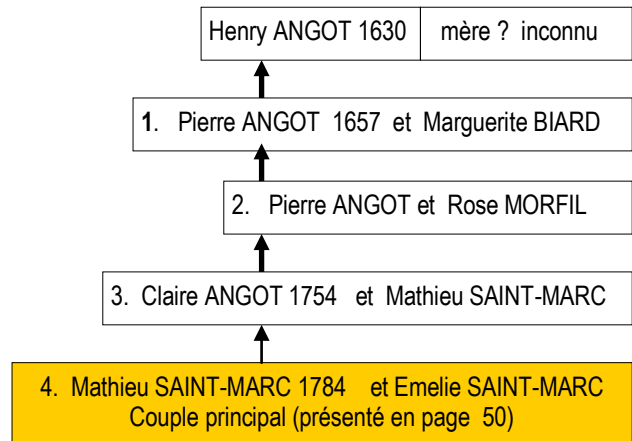 Henry ANGOT 1630 mère ? inconnu
1. Pierre ANGOT 1657 et Marguerite BIARD
2. Pierre ANGOT et Rose MORFIL
3. Claire ANGOT 1754 et Mathieu SAINT-MARC
4. Mathieu SAINT-MARC 1784 et Emelie SAINT-MARC
Couple principal (présenté en page 50)